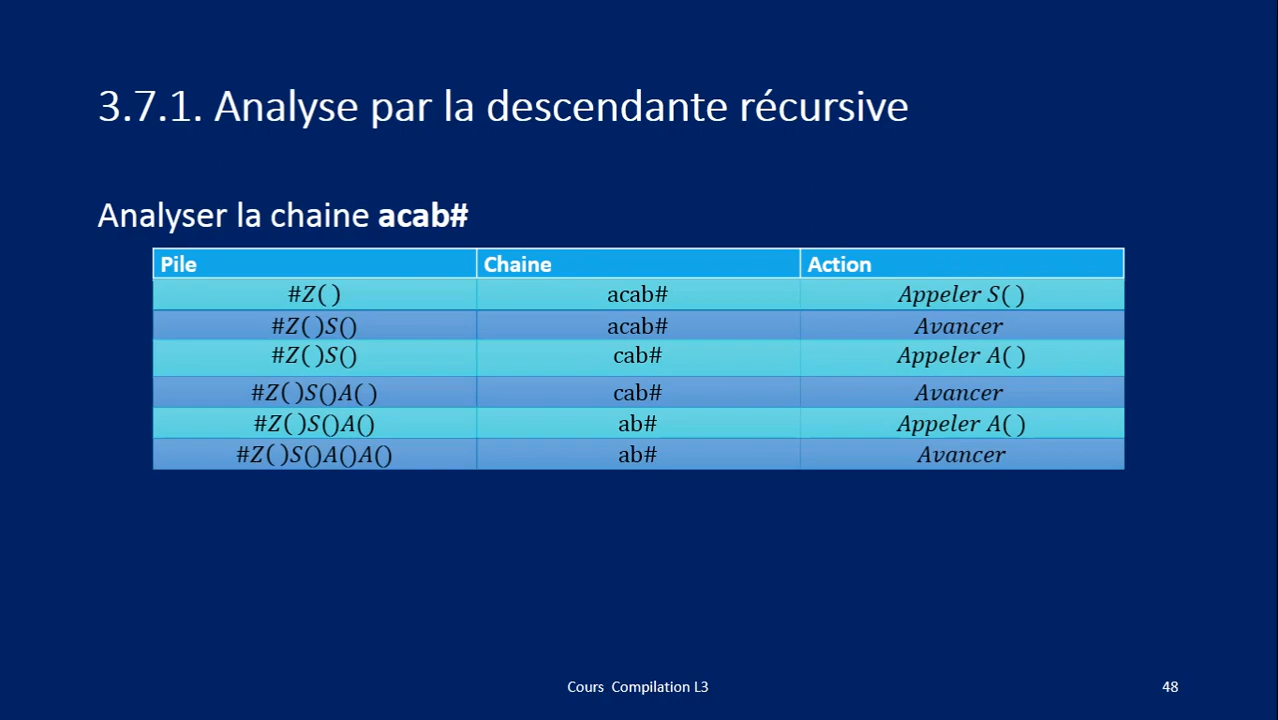 3.7.1. Analyse par la descendante récursive
Analyser la chaine acab#
Pile Chaine Action
#Z( ) acab# Appeler S( )
#Z( )S() acab# Avancer
#Z( )S() cab# Appeler A( )
#Z( )S()A( ) cab# Avancer
#Z( )S()A() ab# Appeler A( )
#Z( )S()A()A() ab# Avancer
Cours Compilation L3 48